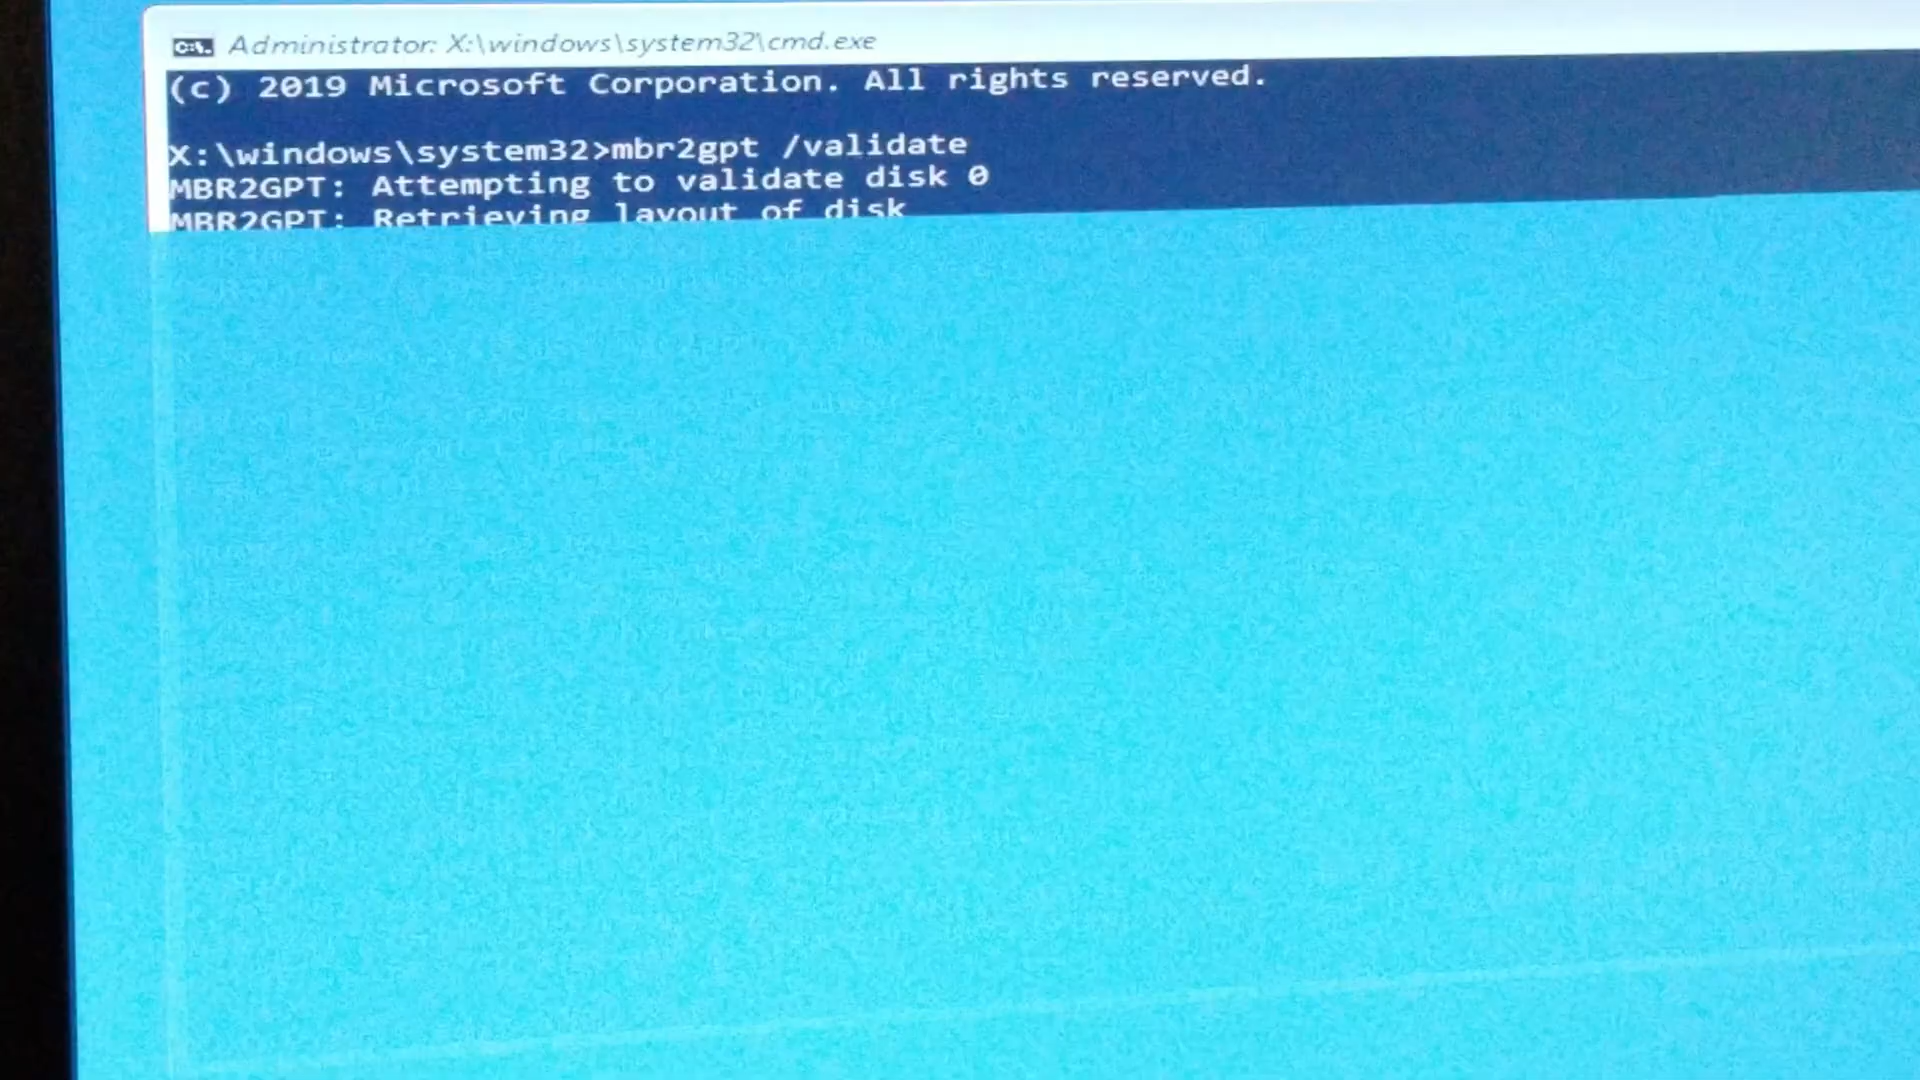 Administrator: X:\windows\system32\cmd.exe
(c) 2019 Microsoft Corporation. All rights reserved.
X:\windows\system32>mbr2gpt /validate
MBR2GPT: Attempting to validate disk 0
MBR2GPT: Retrieving layout of disk